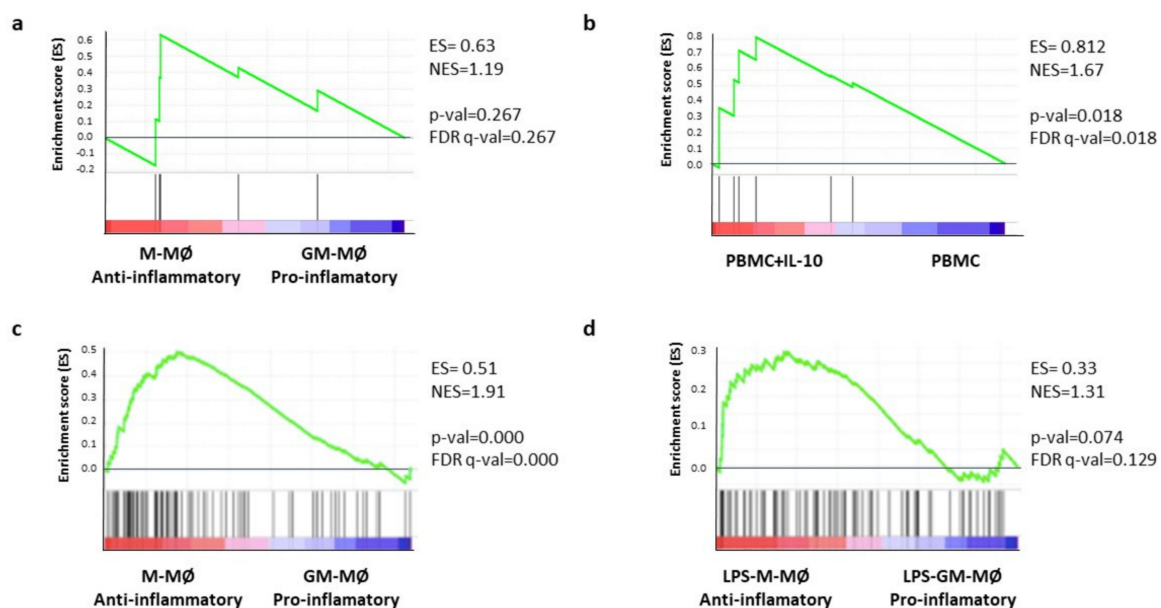 a
Enrichment score (ES)
0.6
0.5
0.4
0.3
0.2
0.1
0.0
-0.1
-0.2
ES= 0.63
NES=1.19
p-val=0.267
FDR q-val=0.267
M-MØ
Anti-inflammatory
GM-MØ
Pro-inflamatory
b
Enrichment score (ES)
0.8
0.7
0.6
0.5
0.4
0.3
0.2
0.1
0.0
ES= 0.812
NES=1.67
p-val=0.018
FDR q-val=0.018
PBMC+IL-10
PBMC
c
Enrichment score (ES)
0.5
0.4
0.3
0.2
0.1
0.0
ES= 0.51
NES=1.91
p-val=0.000
FDR q-val=0.000
M-MØ
Anti-inflammatory
GM-MØ
Pro-inflamatory
d
Enrichment score (ES)
0.3
0.2
0.1
0.0
ES= 0.33
NES=1.31
p-val=0.074
FDR q-val=0.129
LPS-M-MØ
Anti-inflamatory
LPS-GM-MØ
Pro-inflamatory